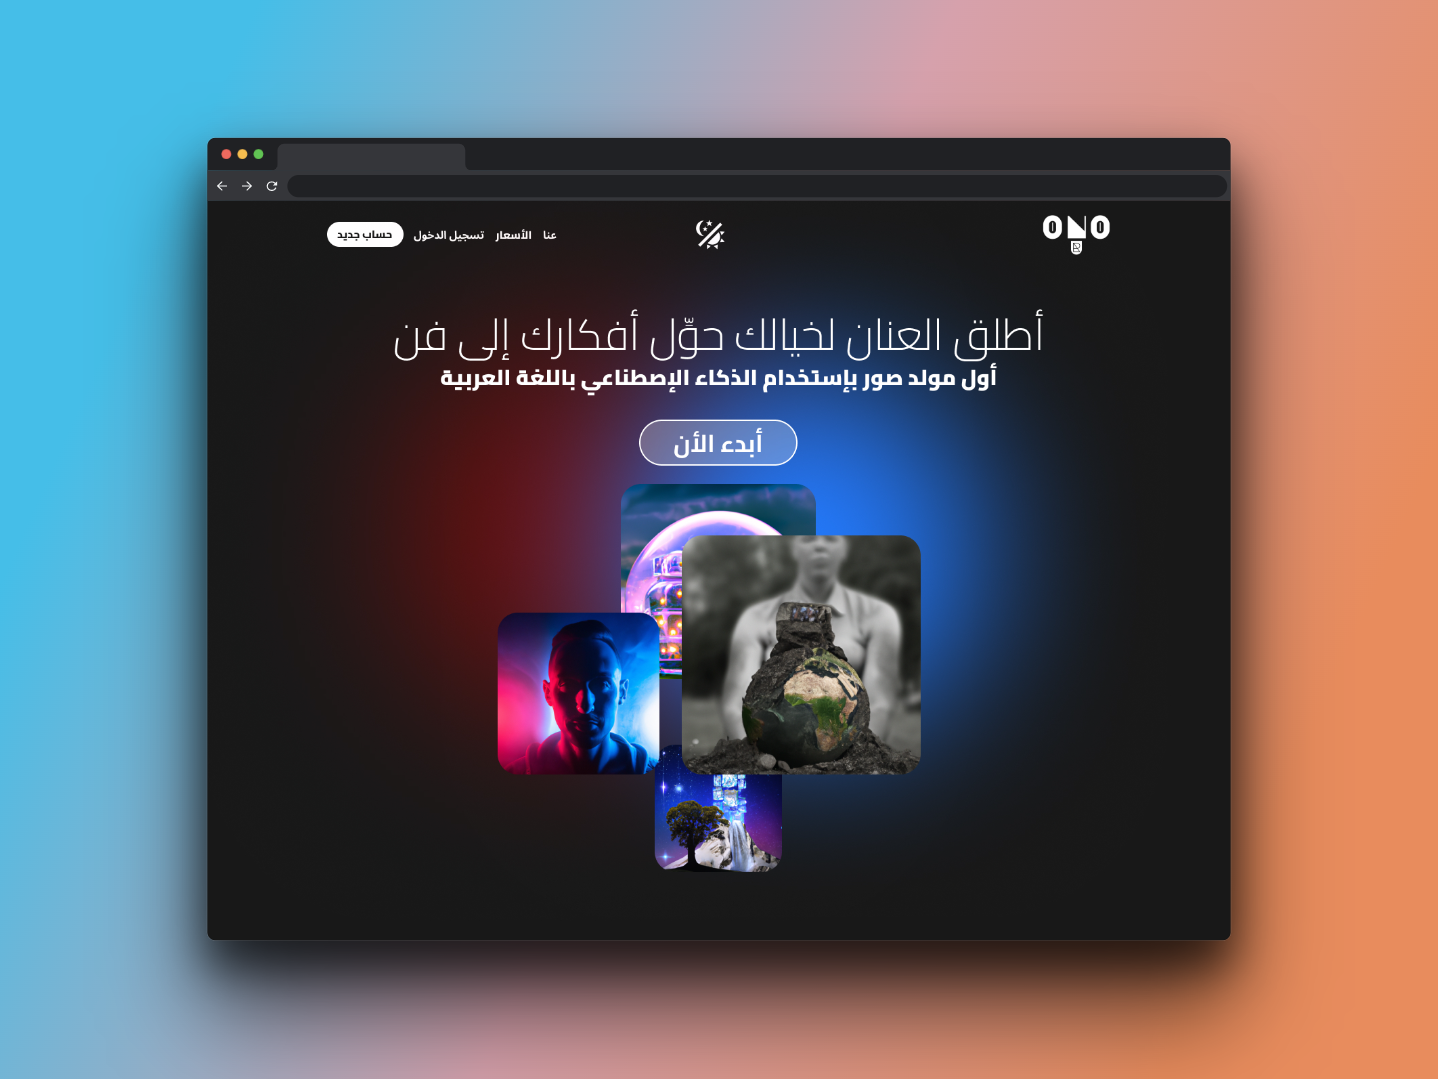 ONO
عنا
الأسعار
تسجيل الدخول
حساب جديد
أطلق العنان لخيالك حوِّل أفكارك إلى فن
أول مولد صور بإستخدام الذكاء الإصطناعي باللغة العربية
أبدء الأن